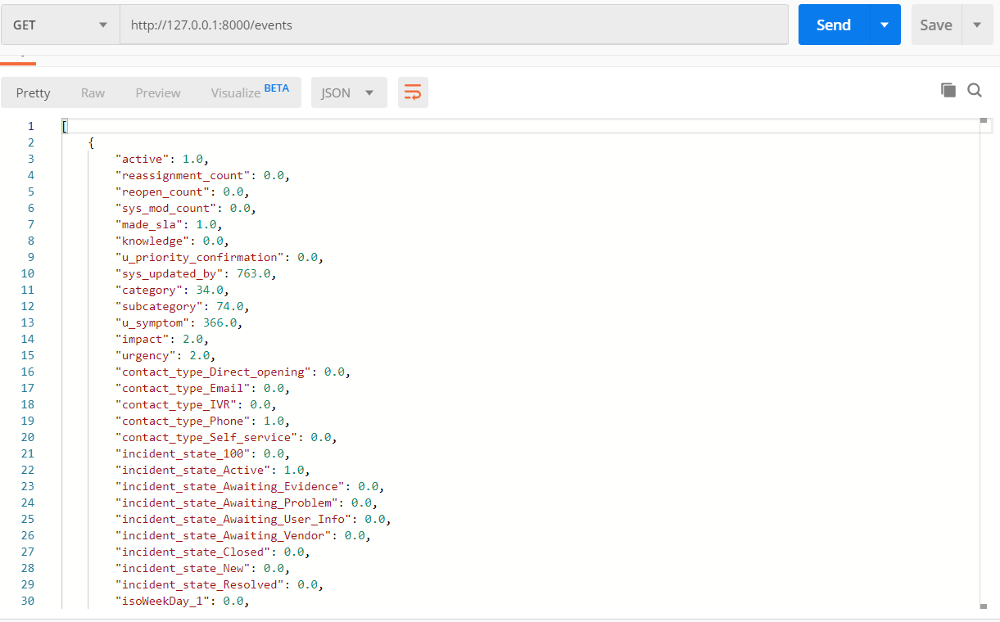 GET http://127.0.0.1:8000/events Send Save
Pretty Raw Preview Visualize BETA JSON
1 [
2 {
3 "active": 1.0,
4 "reassignment_count": 0.0,
5 "reopen_count": 0.0,
6 "sys_mod_count": 0.0,
7 "made_sla": 1.0,
8 "knowledge": 0.0,
9 "u_priority_confirmation": 0.0,
10 "sys_updated_by": 763.0,
11 "category": 34.0,
12 "subcategory": 74.0,
13 "u_symptom": 366.0,
14 "impact": 2.0,
15 "urgency": 2.0,
16 "contact_type_Direct_opening": 0.0,
17 "contact_type_Email": 0.0,
18 "contact_type_IVR": 0.0,
19 "contact_type_Phone": 1.0,
20 "contact_type_Self_service": 0.0,
21 "incident_state_100": 0.0,
22 "incident_state_Active": 1.0,
23 "incident_state_Awaiting_Evidence": 0.0,
24 "incident_state_Awaiting_Problem": 0.0,
25 "incident_state_Awaiting_User_Info": 0.0,
26 "incident_state_Awaiting_Vendor": 0.0,
27 "incident_state_Closed": 0.0,
28 "incident_state_New": 0.0,
29 "incident_state_Resolved": 0.0,
30 "isoWeekDay_1": 0.0,